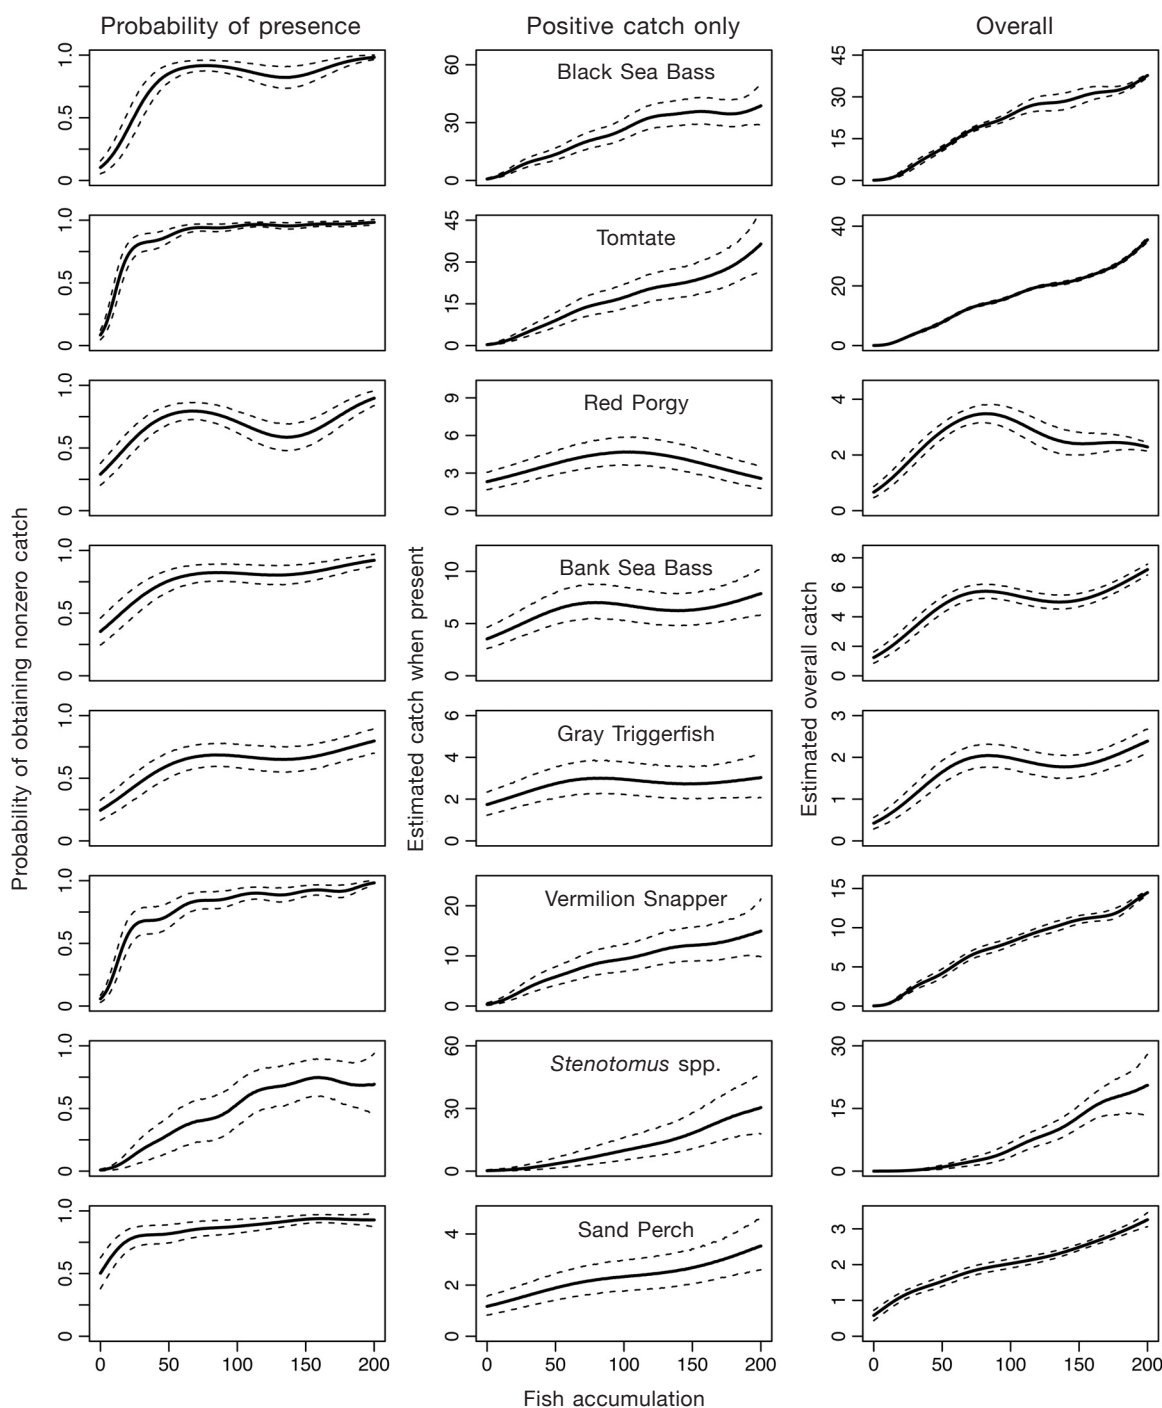 Probability of presence
Positive catch only
Overall
Probability of obtaining nonzero catch
Estimated catch when present
Estimated overall catch
0 0.5 1.0
Black Sea Bass
0 30 60
0 15 30 45
0 0.5 1.0
Tomtate
0 15 30 45
0 20 40
0 0.5 1.0
Red Porgy
0 3 6 9
0 2 4
0 0.5 1.0
Bank Sea Bass
0 5 10
0 2 4 6 8
0 0.5 1.0
Gray Triggerfish
0 2 4 6
0 1 2 3
0 0.5 1.0
Vermilion Snapper
0 10 20
0 5 10 15
0 0.5 1.0
Stenotomus spp.
0 30 60
0 15 30
0 0.5 1.0
Sand Perch
0 2 4
0 1 2 3
0 50 100 150 200
0 50 100 150 200
0 50 100 150 200
Fish accumulation